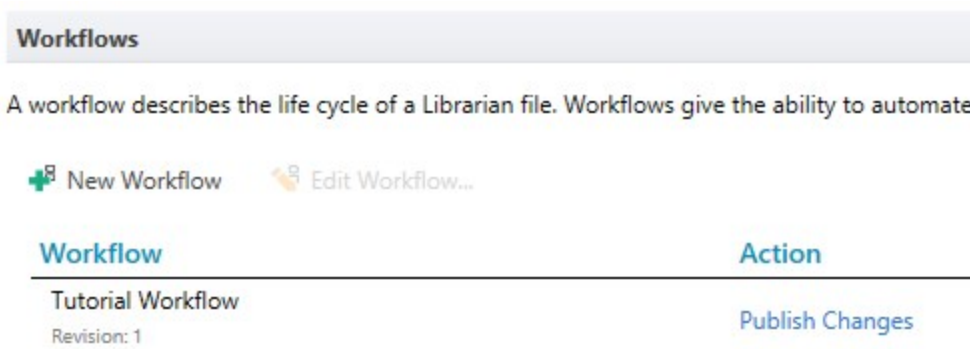 Workflows
A workflow describes the life cycle of a Librarian file. Workflows give the ability to automate
New Workflow Edit Workflow...
Workflow Action
Tutorial Workflow
Publish Changes
Revision: 1